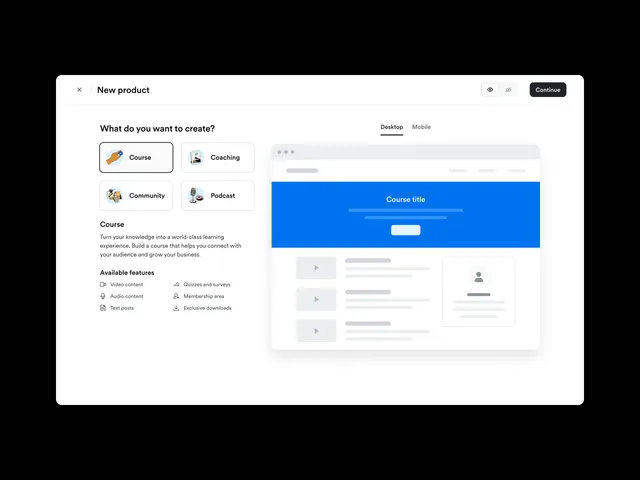 New product
Continue
What do you want to create?
Course
Coaching
Community
Podcast
Course
Turn your knowledge into a world-class learning
experience. Build a course that helps you connect with
your audience and grow your business.
Available features
Video content
Quizzes and surveys
Audio content
Membership area
Text posts
Exclusive downloads
Desktop
Mobile
Course title